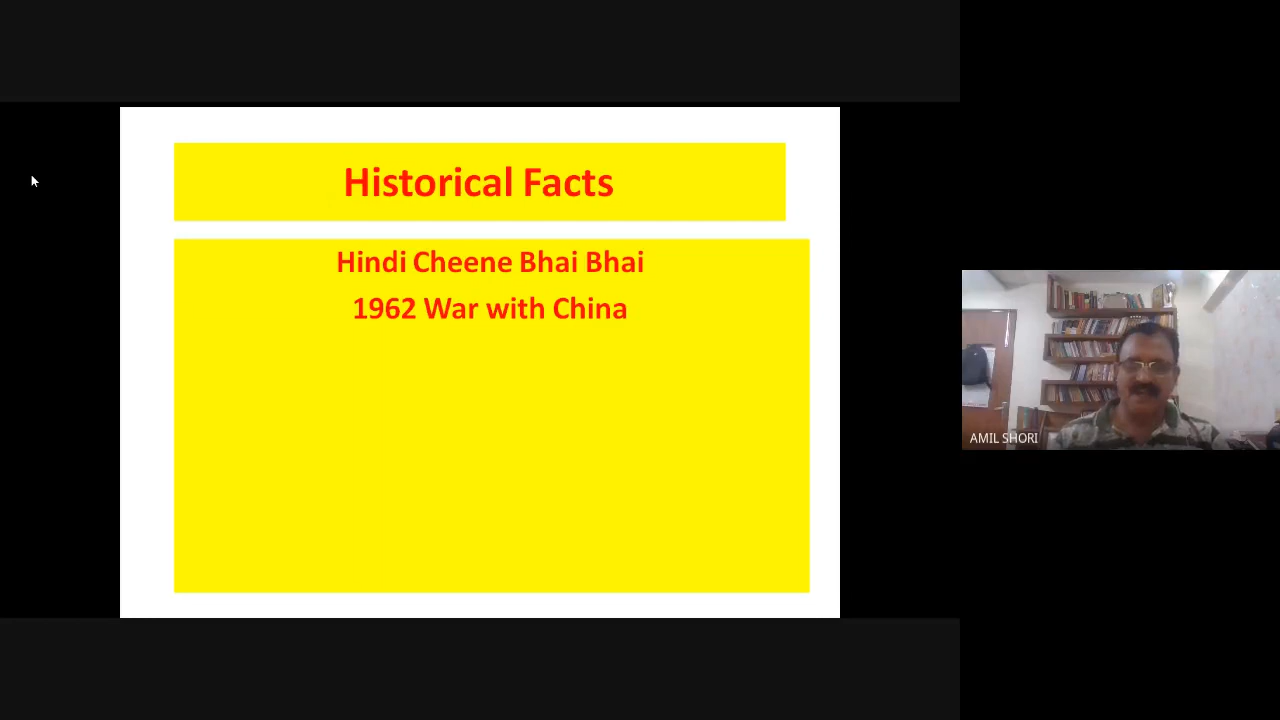 Historical Facts
Hindi Cheene Bhai Bhai
1962 War with China
AMIL SHORI